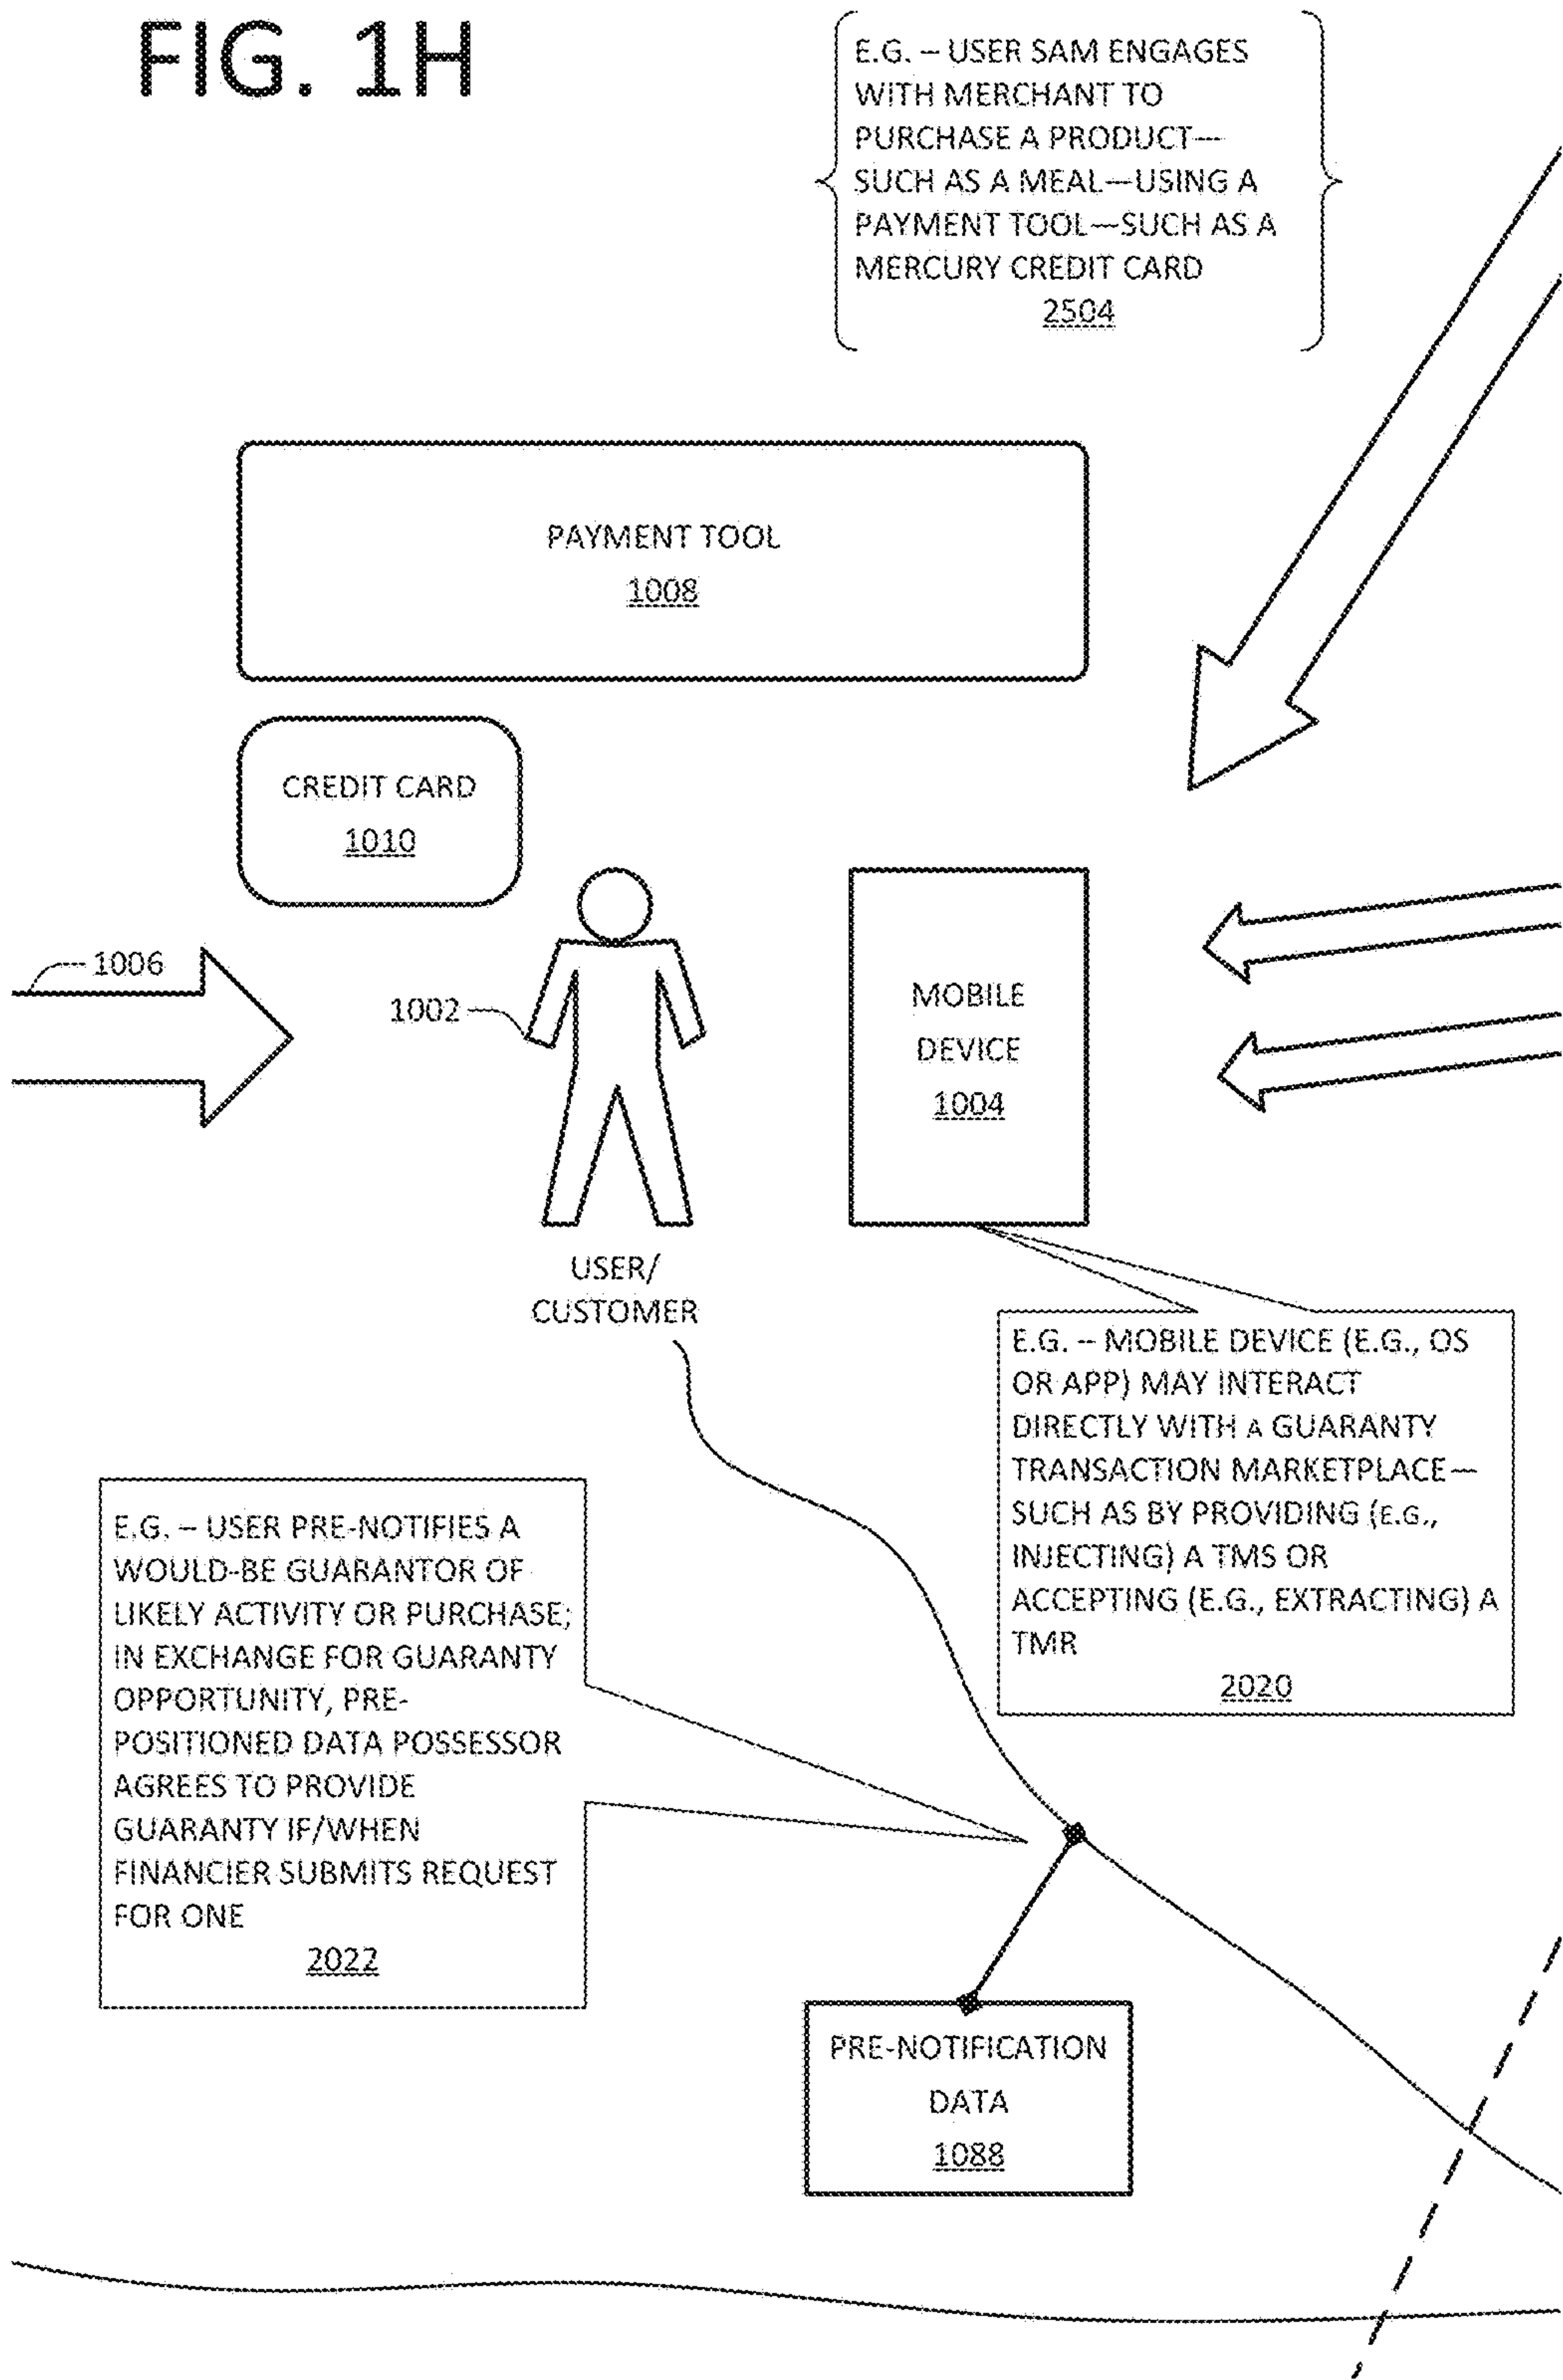 FIG. 1H
E.G. – USER SAM ENGAGES
WITH MERCHANT TO
PURCHASE A PRODUCT—
SUCH AS A MEAL—USING A
PAYMENT TOOL—SUCH AS A
MERCURY CREDIT CARD
2504
PAYMENT TOOL
1008
CREDIT CARD
1010
1006
1002
MOBILE
DEVICE
1004
USER/
CUSTOMER
E.G. – MOBILE DEVICE (E.G., OS
OR APP) MAY INTERACT
DIRECTLY WITH A GUARANTY
TRANSACTION MARKETPLACE—
SUCH AS BY PROVIDING (E.G.,
INJECTING) A TMS OR
ACCEPTING (E.G., EXTRACTING) A
TMR
2020
E.G. – USER PRE-NOTIFIES A
WOULD-BE GUARANTOR OF
LIKELY ACTIVITY OR PURCHASE;
IN EXCHANGE FOR GUARANTY
OPPORTUNITY, PRE-
POSITIONED DATA POSSESSOR
AGREES TO PROVIDE
GUARANTY IF/WHEN
FINANCIER SUBMITS REQUEST
FOR ONE
2022
PRE-NOTIFICATION
DATA
1088